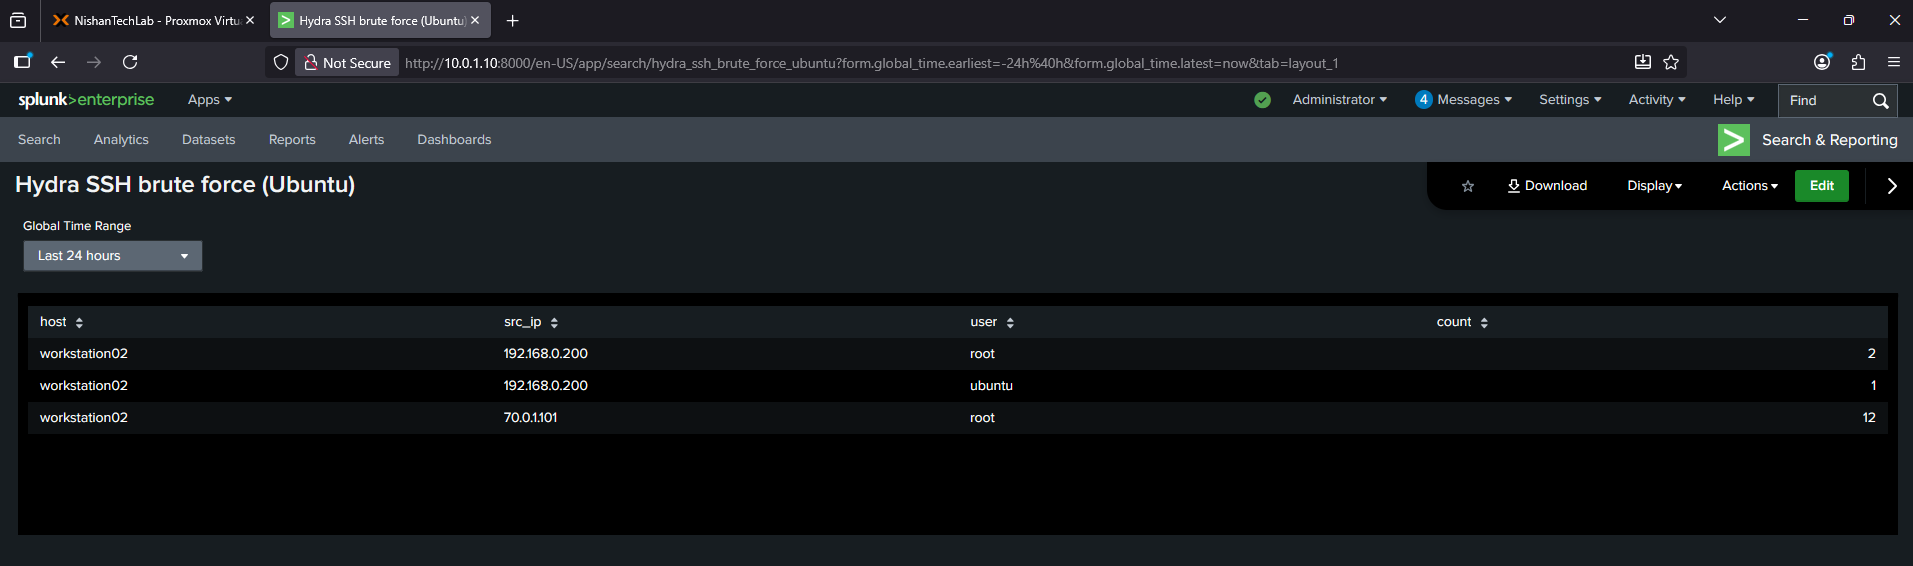 NishanTechLab - Proxmox Virtu
Hydra SSH brute force (Ubuntu)
Not Secure http://10.0.1.10:8000/en-US/app/search/hydra_ssh_brute_force_ubuntu?form.global_time.earliest=-24h%40h&form.global_time.latest=now&tab=layout_1
splunk>enterprise Apps Administrator 4 Messages Settings Activity Help Find
Search Analytics Datasets Reports Alerts Dashboards > Search & Reporting
Hydra SSH brute force (Ubuntu) Download Display Actions Edit
Global Time Range
Last 24 hours
host src_ip user count
workstation02 192.168.0.200 root 2
workstation02 192.168.0.200 ubuntu 1
workstation02 70.0.1.101 root 12